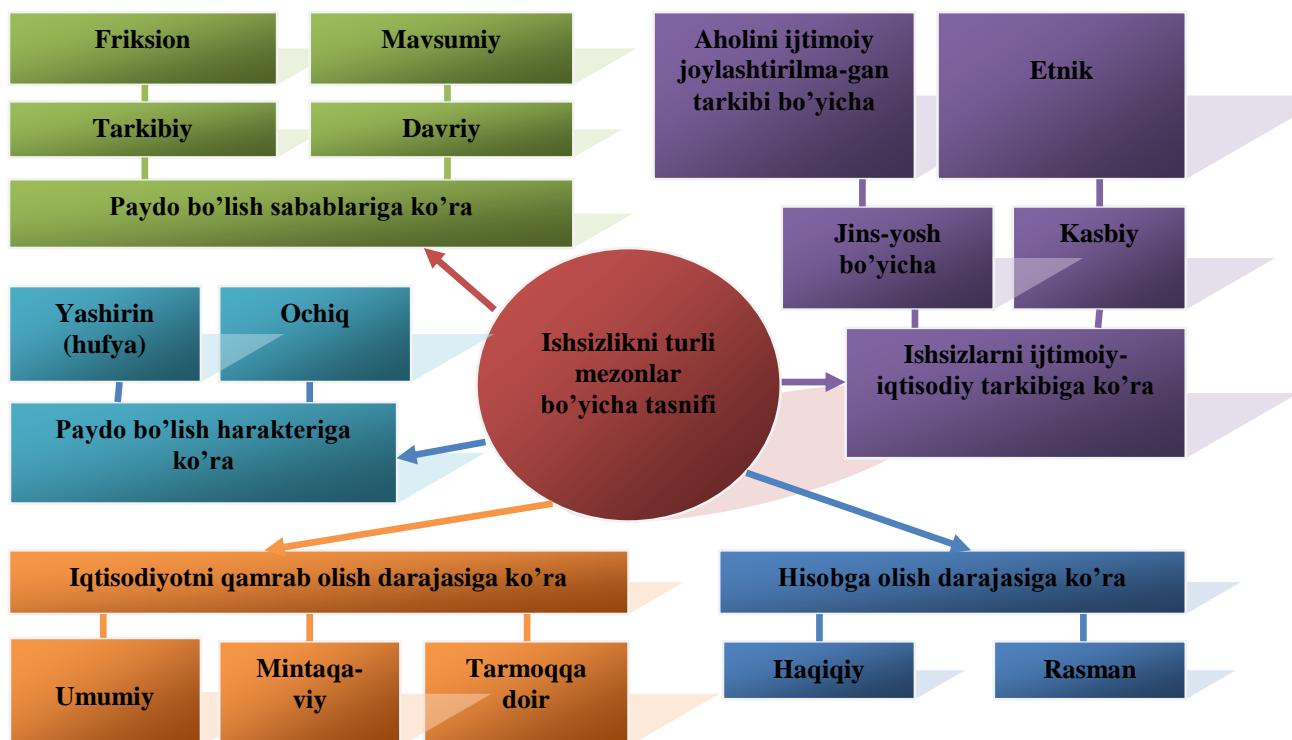 Friksion
Mavsumiy
Tarkibiy
Davriy
Paydo bo’lish sabablariga ko’ra
Aholini ijtimoiy
joylashtirilma-gan
tarkibi bo’yicha
Etnik
Jins-yosh
bo’yicha
Kasbiy
Ishsizlarni ijtimoiy-
iqtisodiy tarkibiga ko’ra
Yashirin
(hufya)
Ochiq
Paydo bo’lish harakteriga
ko’ra
Ishsizlikni turli
mezonlar
bo’yicha tasnifi
Iqtisodiyotni qamrab olish darajasiga ko’ra
Umumiy
Mintaqa-
viy
Tarmoqqa
doir
Hisobga olish darajasiga ko’ra
Haqiqiy
Rasman